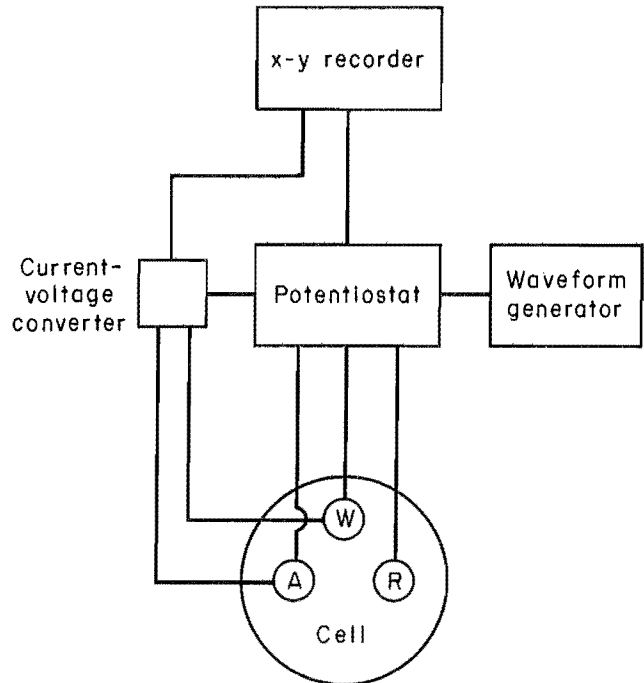 x-y recorder
Current-
voltage
converter
Potentiostat
Waveform
generator
W
A
R
Cell